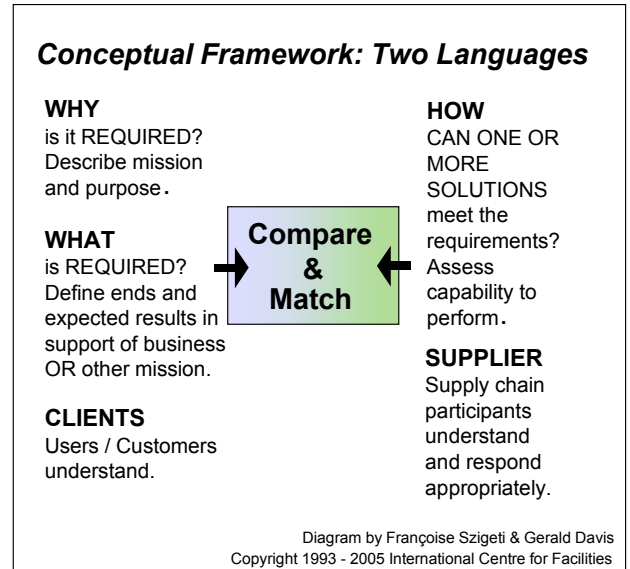 Conceptual Framework: Two Languages
WHY
is it REQUIRED?
Describe mission
and purpose.
WHAT
is REQUIRED?
Define ends and
expected results in
support of business
OR other mission.
CLIENTS
Users / Customers
understand.
Compare
&
Match
HOW
CAN ONE OR
MORE
SOLUTIONS
meet the
requirements?
Assess
capability to
perform.
SUPPLIER
Supply chain
participants
understand
and respond
appropriately.
Diagram by Françoise Szigeti & Gerald Davis
Copyright 1993 - 2005 International Centre for Facilities